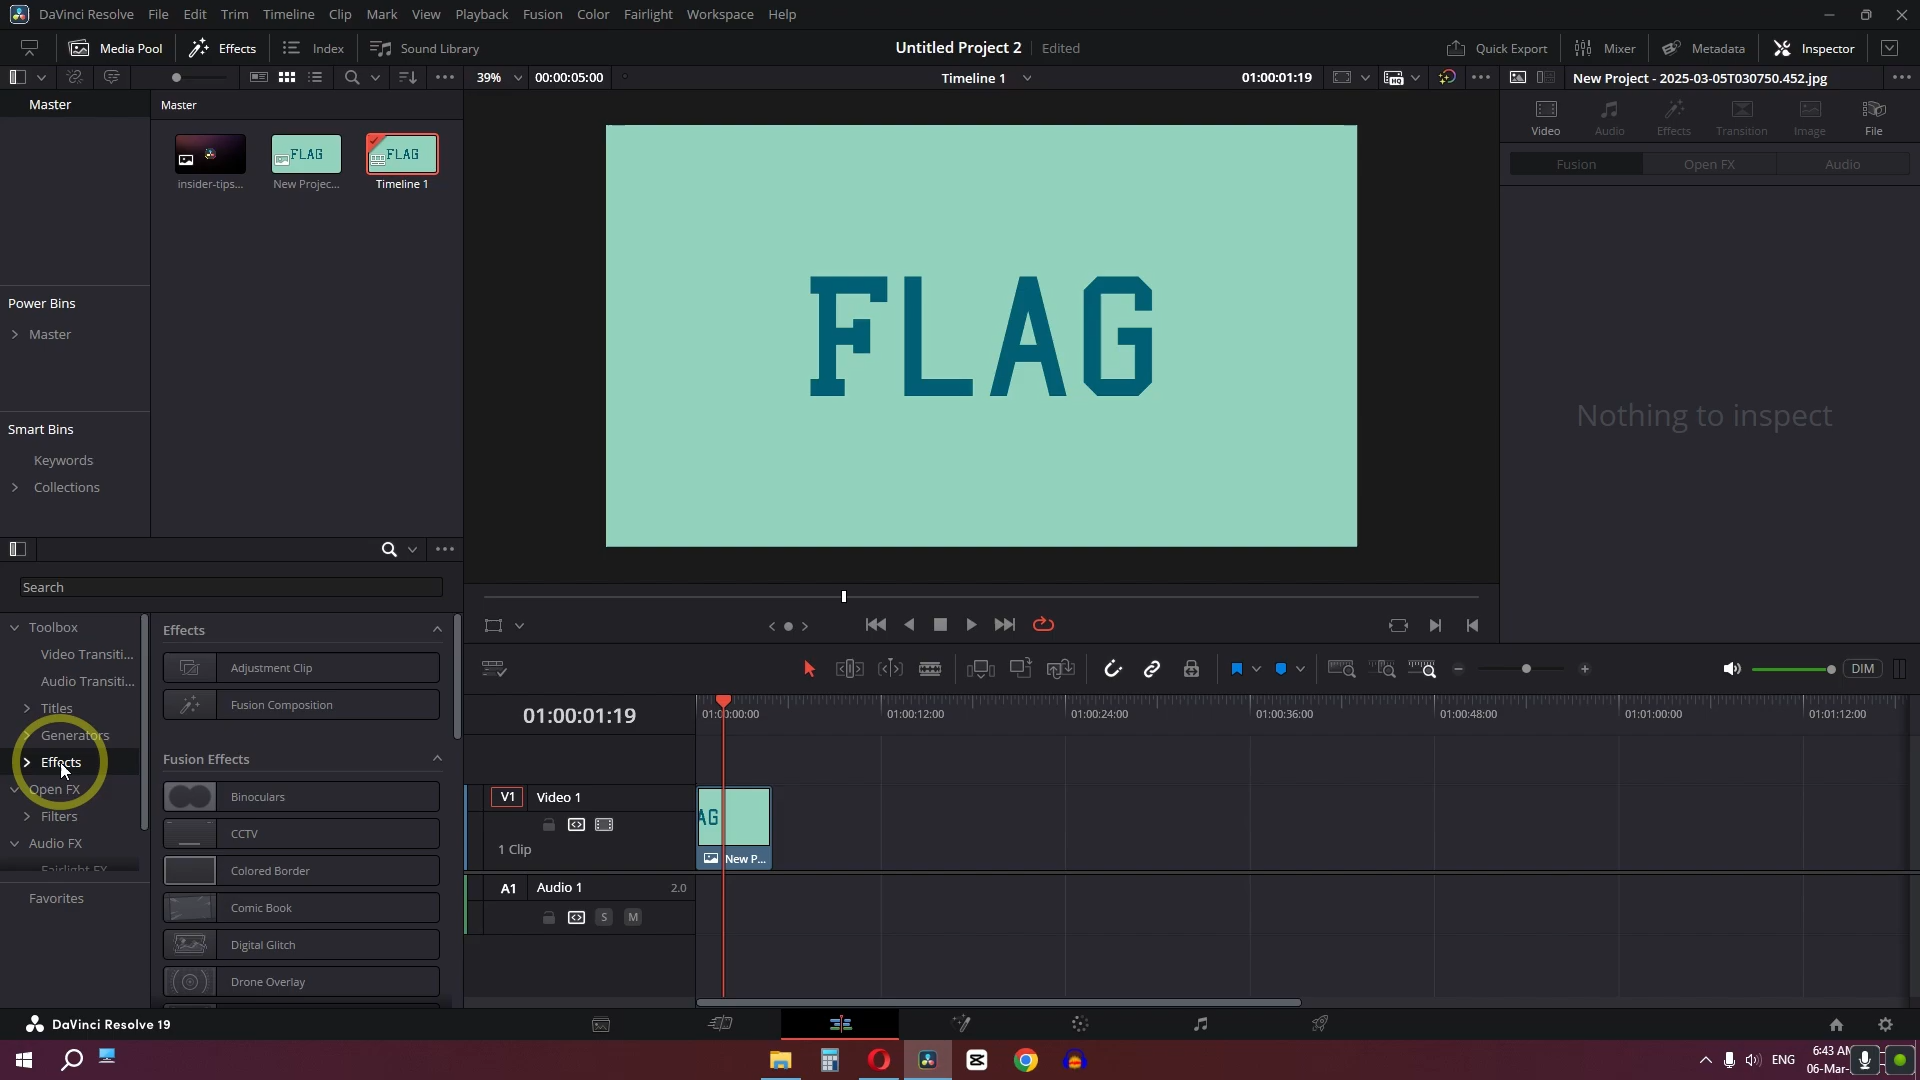 DaVinci Resolve File Edit Trim Timeline Clip Mark View Playback Fusion Color Fairlight Workspace Help
Media Pool Effects Index Sound Library Untitled Project 2 Edited Quick Export Mixer Metadata Inspector
39% 00:00:05:00 Timeline 1 01:00:01:19 New Project - 2025-03-05T030750.452.jpg
Master Master
Video Audio Effects Transition Image File
Fusion Open FX Audio
FLAG FLAG
insider-tips... New Projec... Timeline 1
Power Bins
Master
Smart Bins
Keywords
Collections
FLAG
Nothing to inspect
Search
Toolbox
Video Transiti...
Audio Transiti...
Titles
Generators
Effects
Open FX
Filters
Audio FX
Fairlight FX
Favorites
Effects
Adjustment Clip
Fusion Composition
Fusion Effects
Binoculars
CCTV
Colored Border
Comic Book
Digital Glitch
Drone Overlay
DIM
01:00:01:19 01:00:00:00 01:00:12:00 01:00:24:00 01:00:36:00 01:00:48:00 01:01:00:00 01:01:12:00
V1 Video 1
1 Clip
AG
New P...
A1 Audio 1 2.0
S M
DaVinci Resolve 19
ENG 6:43 AM
06-Mar-